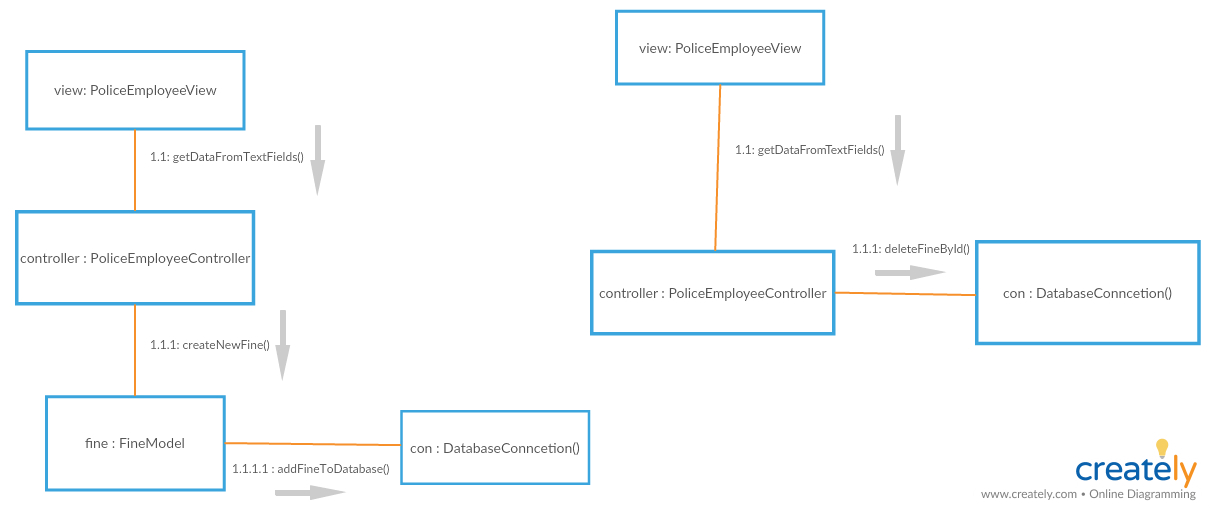 view: PoliceEmployeeView
1.1: getDataFromTextFields()
controller : PoliceEmployeeController
1.1.1: createNewFine()
fine : FineModel
1.1.1.1 : addFineToDatabase()
con : DatabaseConncetion()
view: PoliceEmployeeView
1.1: getDataFromTextFields()
controller : PoliceEmployeeController
1.1.1: deleteFineById()
con : DatabaseConncetion()
creately
www.creately.com • Online Diagramming